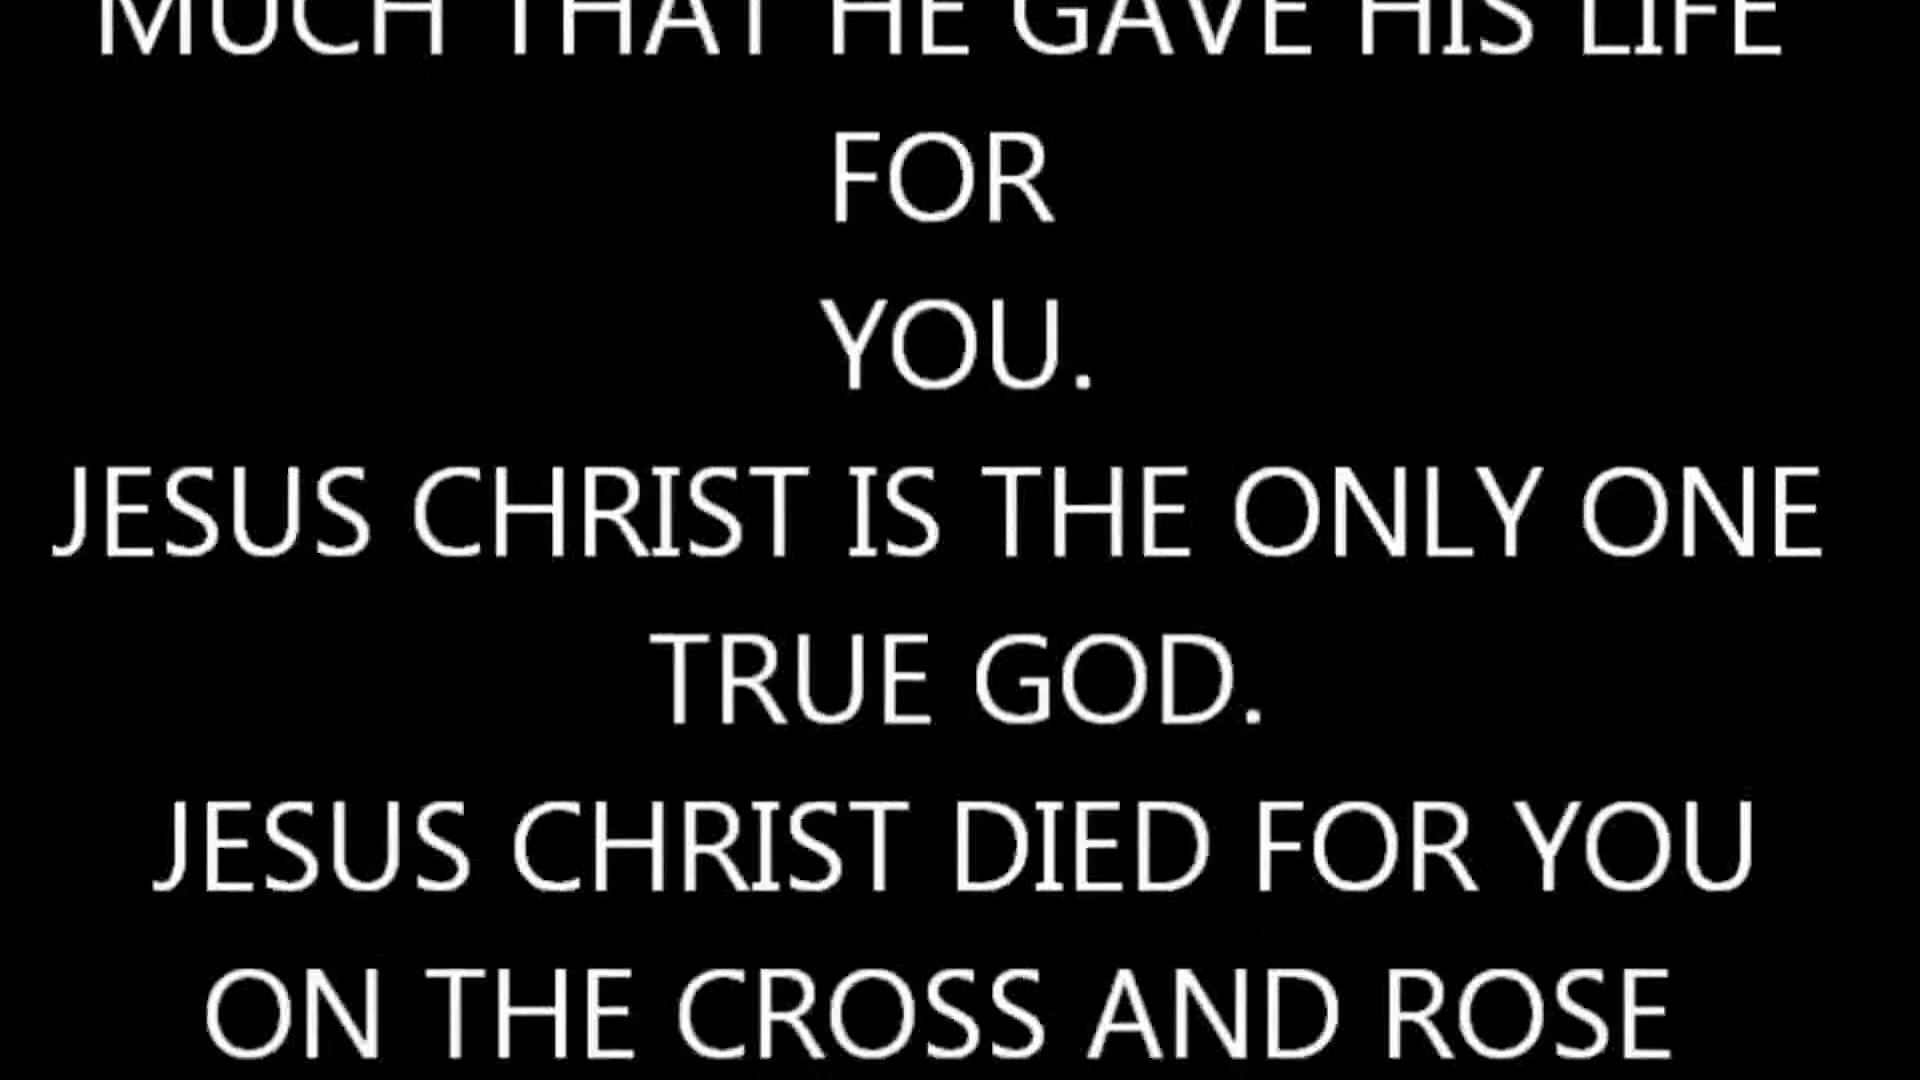 MUCH THAT HE GAVE HIS LIFE
FOR
YOU.
JESUS CHRIST IS THE ONLY ONE
TRUE GOD.
JESUS CHRIST DIED FOR YOU
ON THE CROSS AND ROSE